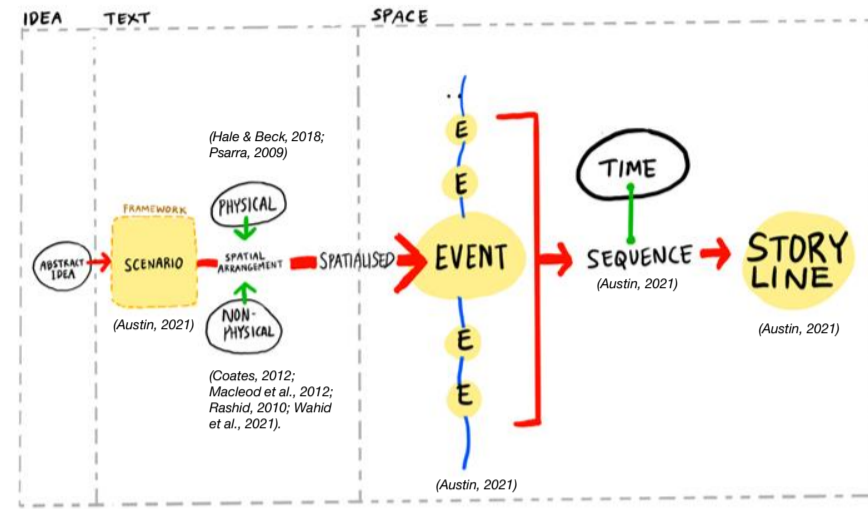 IDEA
TEXT
SPACE
(Hale & Beck, 2018;
Psarra, 2009)
PHYSICAL
FRAMEWORK
SCENARIO
ABSTRACT
IDEA
SPATIAL
ARRANGEMENT
SPATIALISED
NON-
PHYSICAL
(Austin, 2021)
(Coates, 2012;
Macleod et al., 2012;
Rashid, 2010; Wahid
et al., 2021).
E
E
EVENT
E
E
(Austin, 2021)
TIME
SEQUENCE
(Austin, 2021)
STORY
LINE
(Austin, 2021)